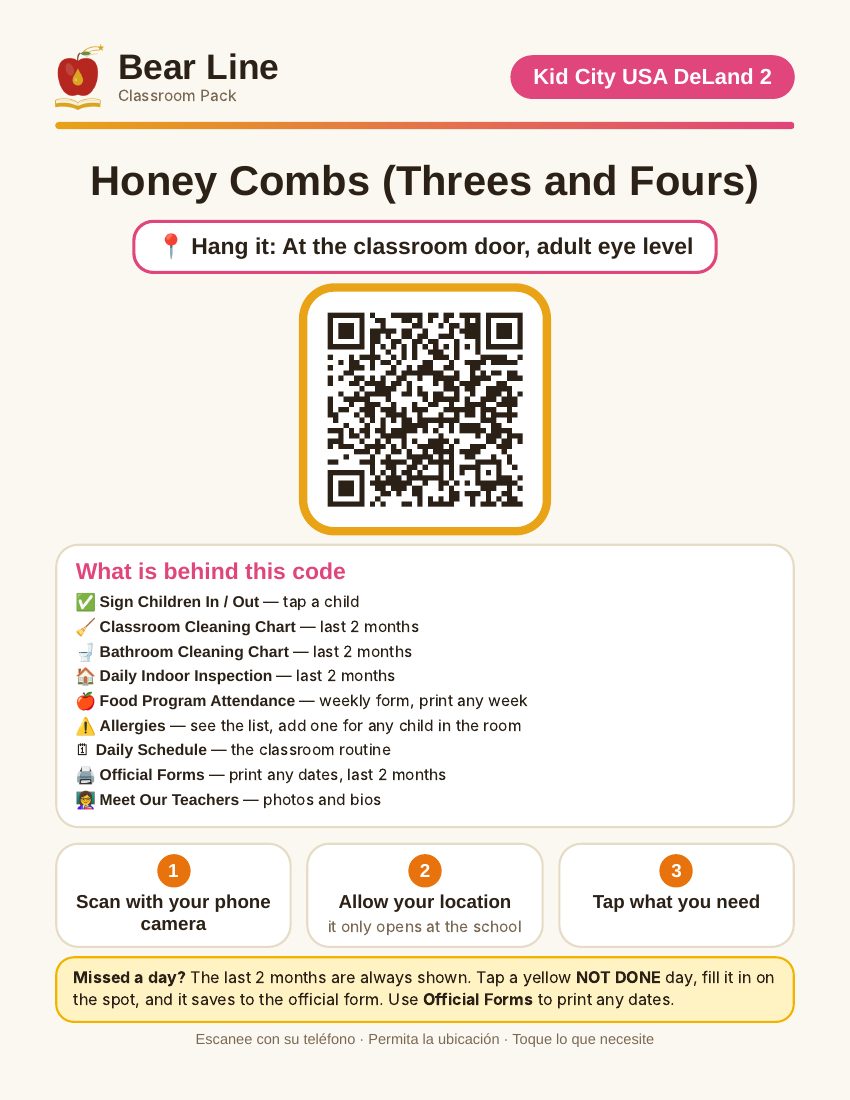 Bear Line
Classroom Pack
Kid City USA DeLand 2
Honey Combs (Threes and Fours)
📍 Hang it: At the classroom door, adult eye level
What is behind this code
✅ Sign Children In / Out — tap a child
🧹 Classroom Cleaning Chart — last 2 months
🚽 Bathroom Cleaning Chart — last 2 months
🏠 Daily Indoor Inspection — last 2 months
🍎 Food Program Attendance — weekly form, print any week
⚠️ Allergies — see the list, add one for any child in the room
🗓 Daily Schedule — the classroom routine
🖨️ Official Forms — print any dates, last 2 months
👩‍🏫 Meet Our Teachers — photos and bios
1
Scan with your phone
camera
2
Allow your location
it only opens at the school
3
Tap what you need
Missed a day? The last 2 months are always shown. Tap a yellow NOT DONE day, fill it in on
the spot, and it saves to the official form. Use Official Forms to print any dates.
Escanee con su teléfono · Permita la ubicación · Toque lo que necesite